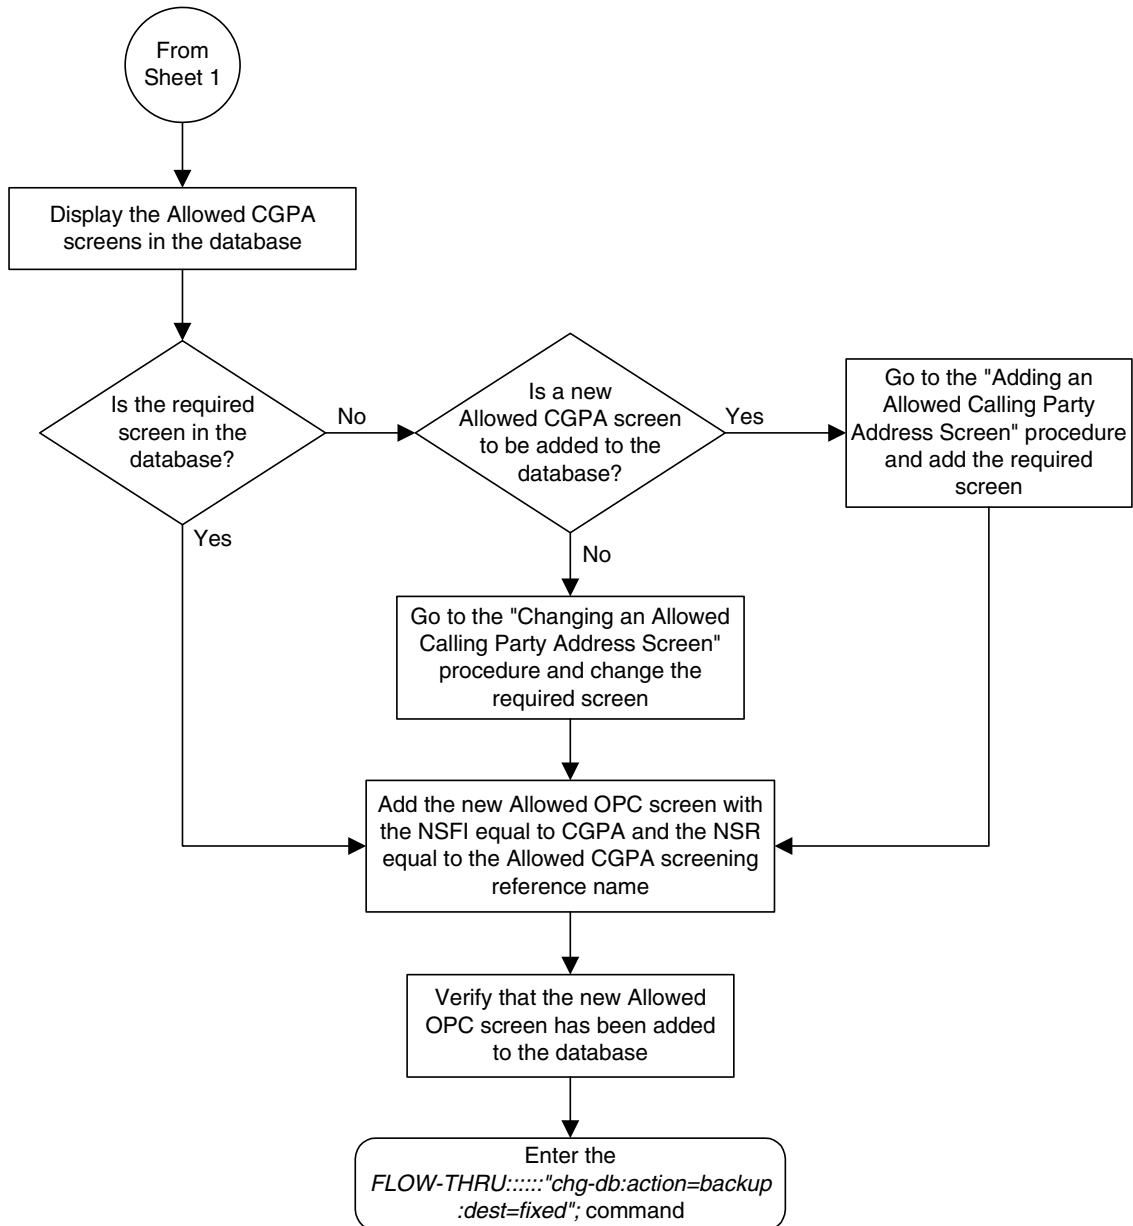 From
Sheet 1
Display the Allowed CGPA
screens in the database
Is the required
screen in the
database?
No
Yes
Is a new
Allowed CGPA screen
to be added to the
database?
Yes
No
Go to the "Adding an
Allowed Calling Party
Address Screen" procedure
and add the required
screen
Go to the "Changing an Allowed
Calling Party Address Screen"
procedure and change the
required screen
Add the new Allowed OPC screen with
the NSFI equal to CGPA and the NSR
equal to the Allowed CGPA screening
reference name
Verify that the new Allowed
OPC screen has been added
to the database
Enter the
FLOW-THRU::::::"chg-db:action=backup
:dest=fixed"; command